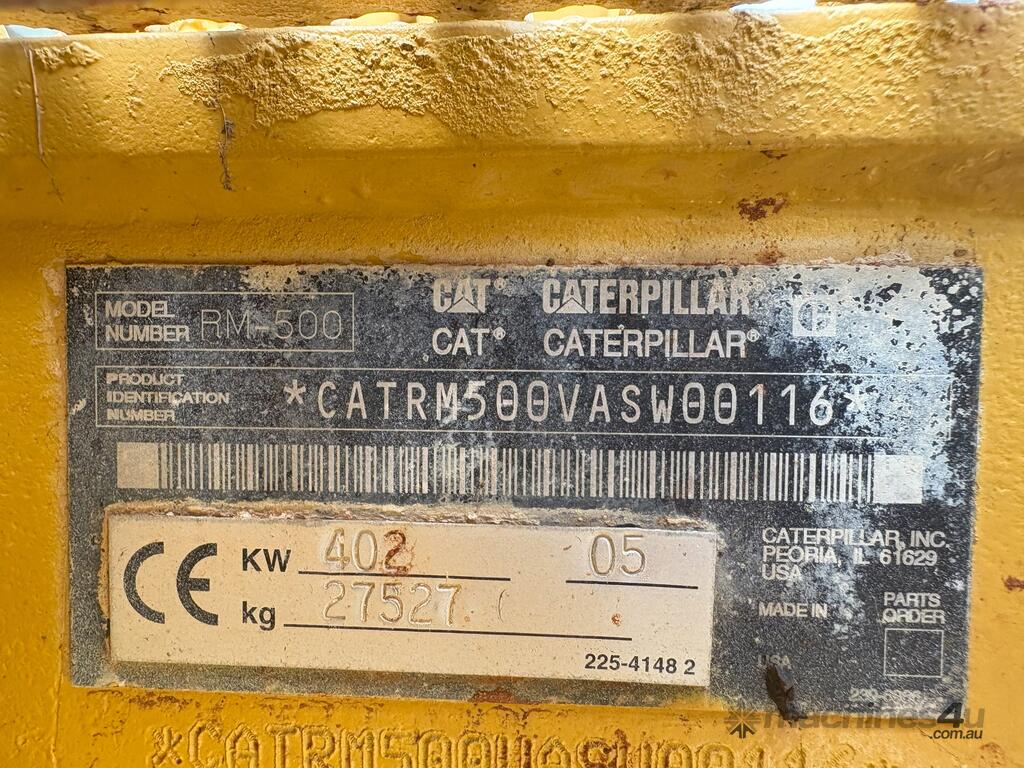 MODEL NUMBER RM-500
CAT® CATERPILLAR®
CAT® CATERPILLAR®
PRODUCT
IDENTIFICATION
NUMBER
*CATRM500VASW00116*
CE KW 402 05
kg 27527
225-4148 2
CATERPILLAR, INC.
PEORIA, IL 61629
USA
MADE IN
USA
PARTS
ORDER
machines4u
.com.au